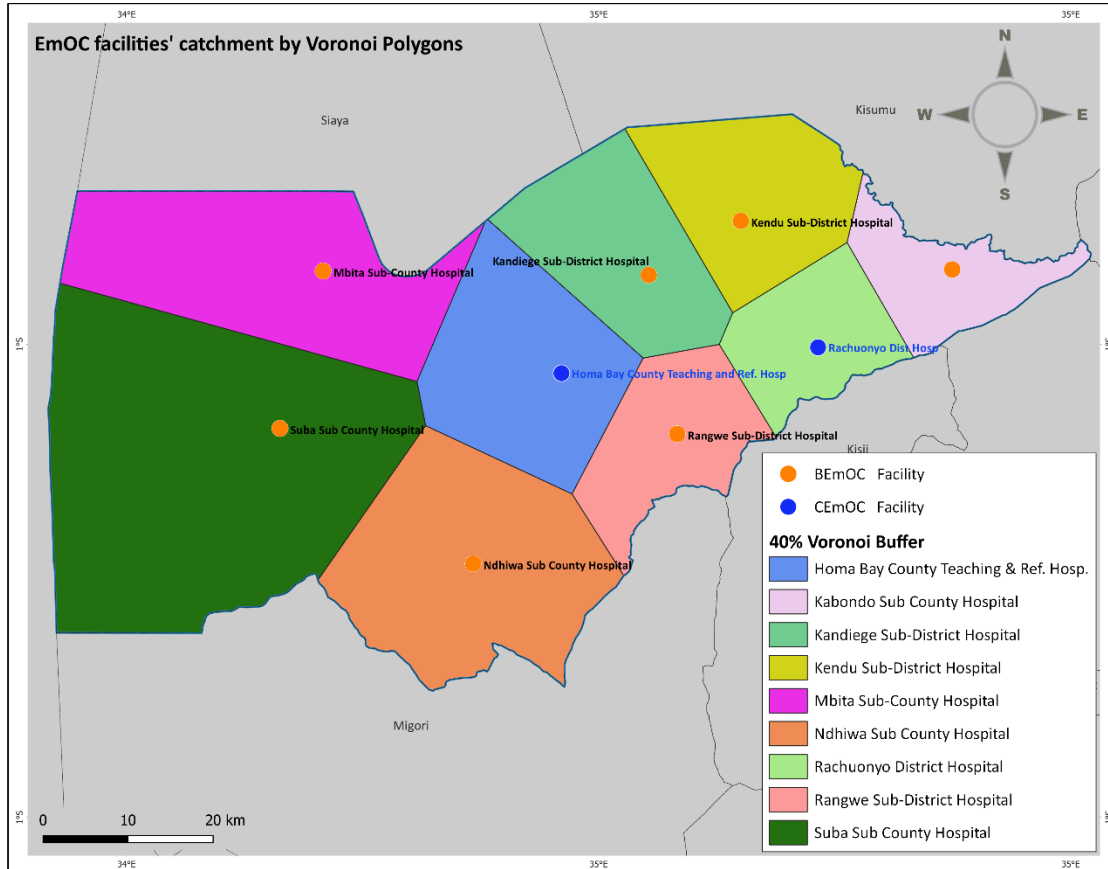 34°E 35°E 35°E
EmOC facilities' catchment by Voronoi Polygons
N
W E
S
Siaya
Kisumu
Kendu Sub-District Hospital
Kandiege Sub-District Hospital
Mbita Sub-County Hospital
1°S 1°S
Rachuonyo Dist Hosp
Homa Bay County Teaching and Ref. Hosp
Suba Sub County Hospital
Rangwe Sub-District Hospital
Kisii
Ndhiwa Sub County Hospital
Migori
BEmOC Facility
CEmOC Facility
40% Voronoi Buffer
Homa Bay County Teaching & Ref. Hosp.
Kabondo Sub County Hospital
Kandiege Sub-District Hospital
Kendu Sub-District Hospital
Mbita Sub-County Hospital
Ndhiwa Sub County Hospital
Rachuonyo District Hospital
Rangwe Sub-District Hospital
Suba Sub County Hospital
0 10 20 km
1°S 1°S
34°E 35°E 35°E